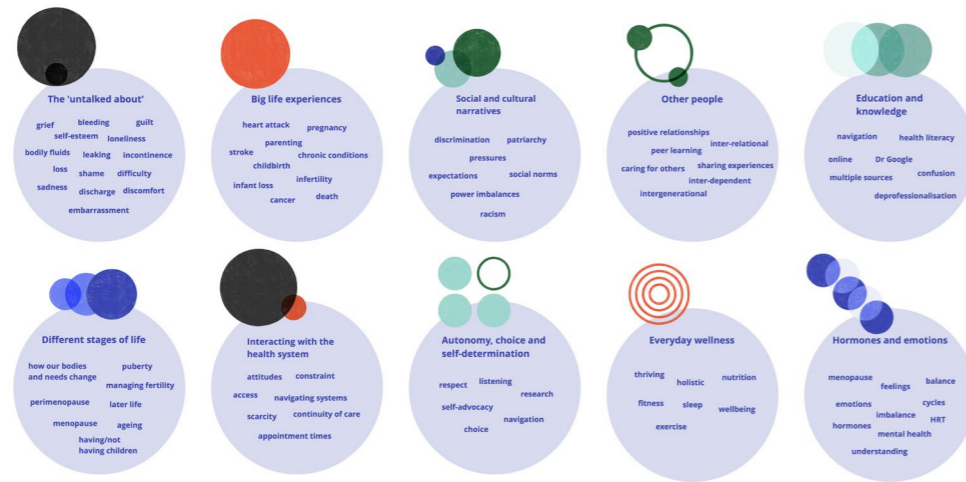 The 'untalked about'
grief bleeding guilt
self-esteem loneliness
bodily fluids leaking incontinence
loss shame difficulty
sadness discharge discomfort
embarrassment
Big life experiences
heart attack pregnancy
parenting
stroke chronic conditions
childbirth
infertility
infant loss
cancer death
Social and cultural
narratives
discrimination patriarchy
pressures
expectations social norms
power imbalances
racism
Other people
positive relationships
inter-relational
peer learning
caring for others sharing experiences
inter-dependent
intergenerational
Education and
knowledge
navigation health literacy
online Dr Google
multiple sources confusion
deprofessionalisation
Different stages of life
how our bodies
and needs change
puberty
managing fertility
perimenopause later life
menopause ageing
having/not
having children
Interacting with the
health system
attitudes constraint
access navigating systems
scarcity continuity of care
appointment times
Autonomy, choice and
self-determination
respect listening
research
self-advocacy
navigation
choice
Everyday wellness
thriving nutrition
holistic
fitness sleep wellbeing
exercise
Hormones and emotions
menopause balance
feelings
emotions cycles
imbalance HRT
hormones
mental health
understanding